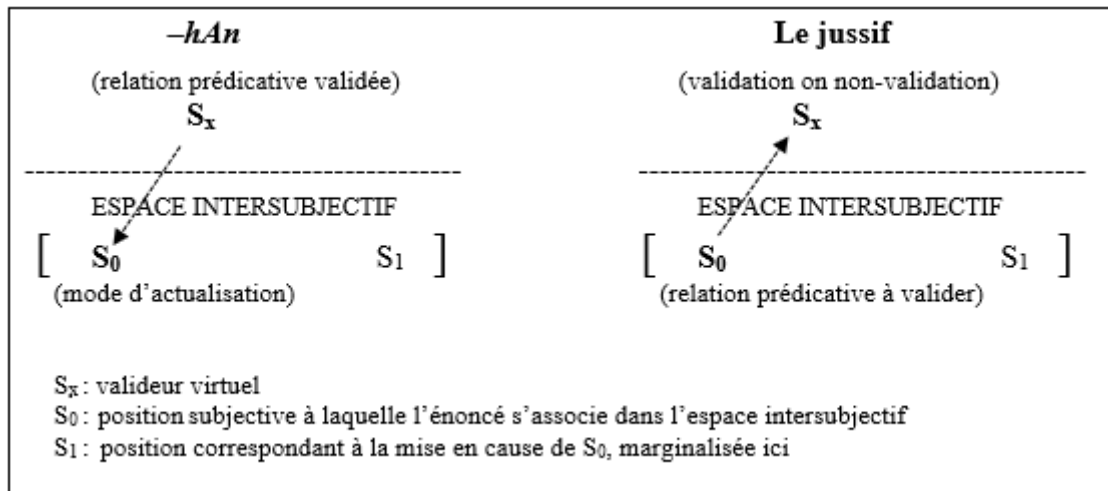 –hAn Le jussif
(relation prédicative validée) (validation on non-validation)
Sx Sx
ESPACE INTERSUBJECTIF ESPACE INTERSUBJECTIF
[ S0 S1 ] [ S0 S1 ]
(mode d’actualisation) (relation prédicative à valider)
Sx : valideur virtuel
S0 : position subjective à laquelle l’énoncé s’associe dans l’espace intersubjectif
S1 : position correspondant à la mise en cause de S0, marginalisée ici